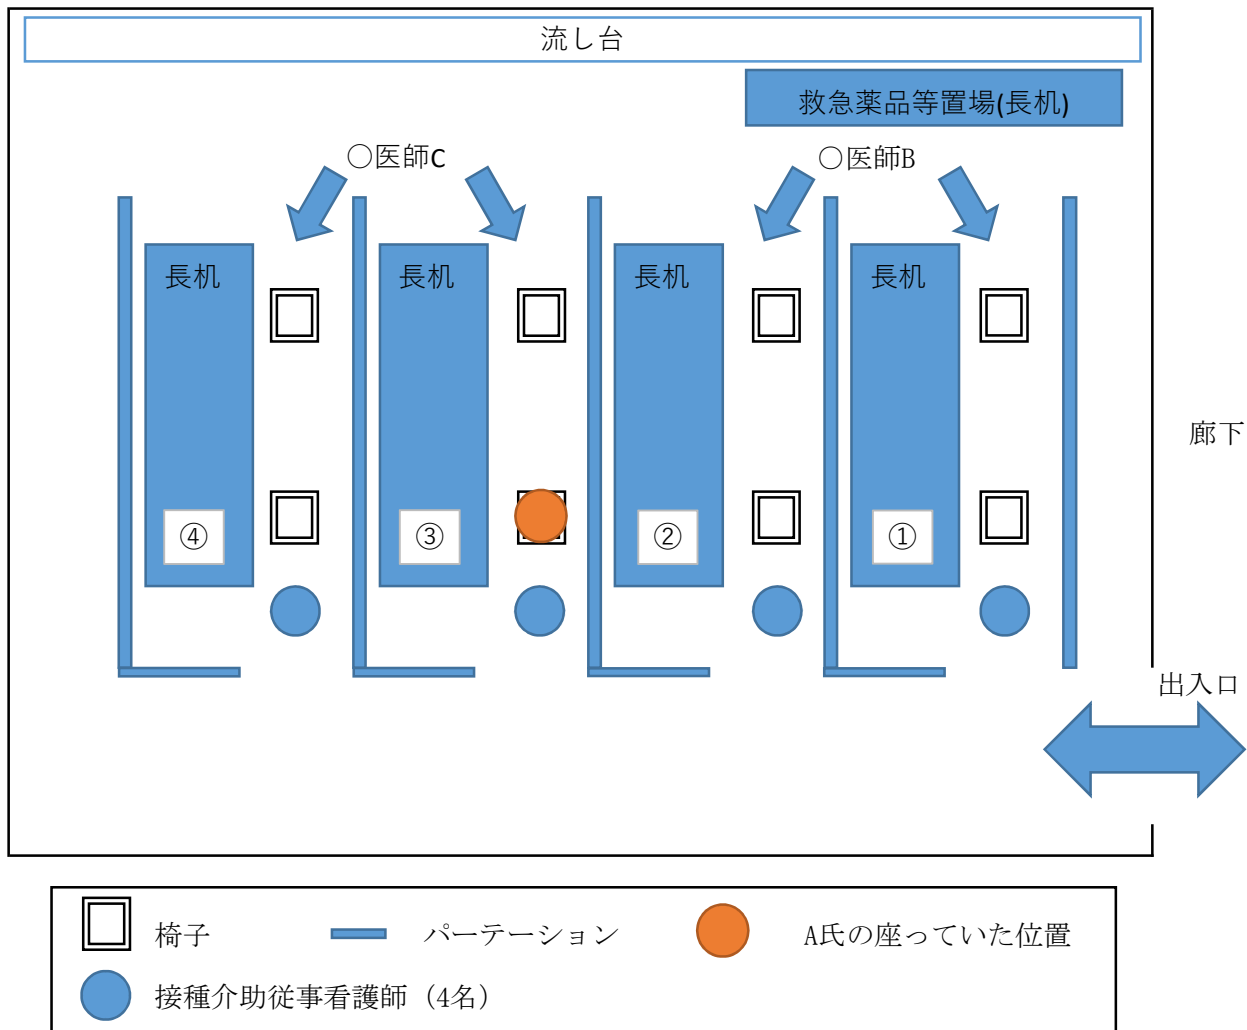 流し台
救急薬品等置場(長机)
〇医師C
〇医師B
長机
長机
長机
長机
廊下
④
③
②
①
出入口
椅子
パーテーション
A氏の座っていた位置
接種介助従事看護師（4名）